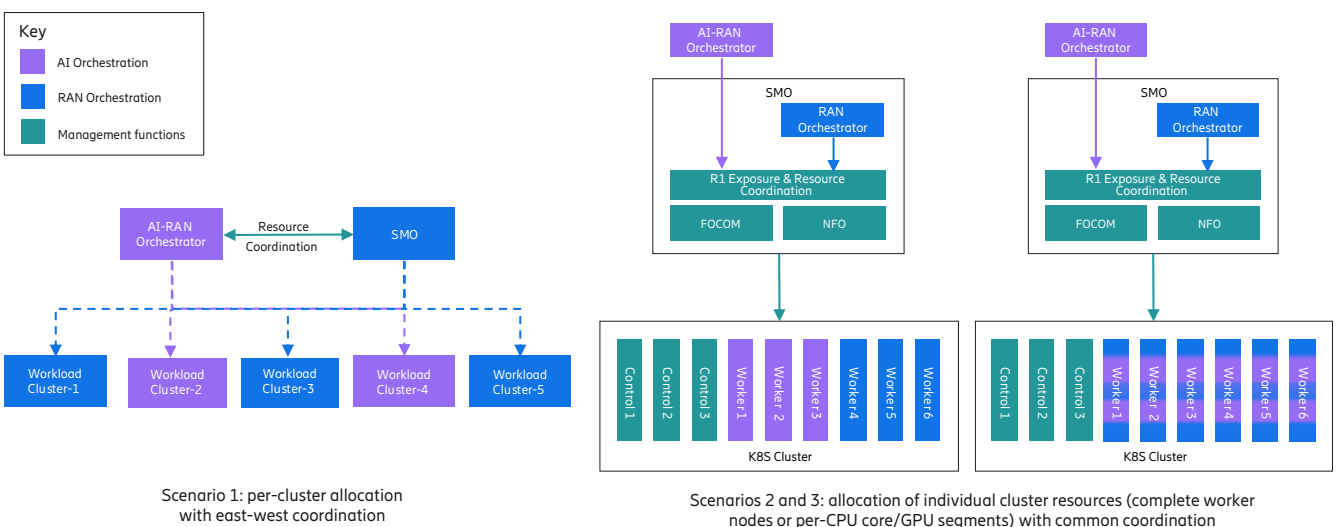 Key
AI Orchestration
RAN Orchestration
Management functions
AI-RAN
Orchestrator
Resource
Coordination
SMO
Workload
Cluster-1
Workload
Cluster-2
Workload
Cluster-3
Workload
Cluster-4
Workload
Cluster-5
Scenario 1: per-cluster allocation
with east-west coordination
AI-RAN
Orchestrator
SMO
RAN
Orchestrator
R1 Exposure & Resource
Coordination
FOCOM
NFO
Control 1
Control 2
Control 3
Worker 1
Worker 2
Worker 3
Worker 4
Worker 5
Worker 6
K8S Cluster
AI-RAN
Orchestrator
SMO
RAN
Orchestrator
R1 Exposure & Resource
Coordination
FOCOM
NFO
Control 1
Control 2
Control 3
Worker 1
Worker 2
Worker 3
Worker 4
Worker 5
Worker 6
K8S Cluster
Scenarios 2 and 3: allocation of individual cluster resources (complete worker
nodes or per-CPU core/GPU segments) with common coordination